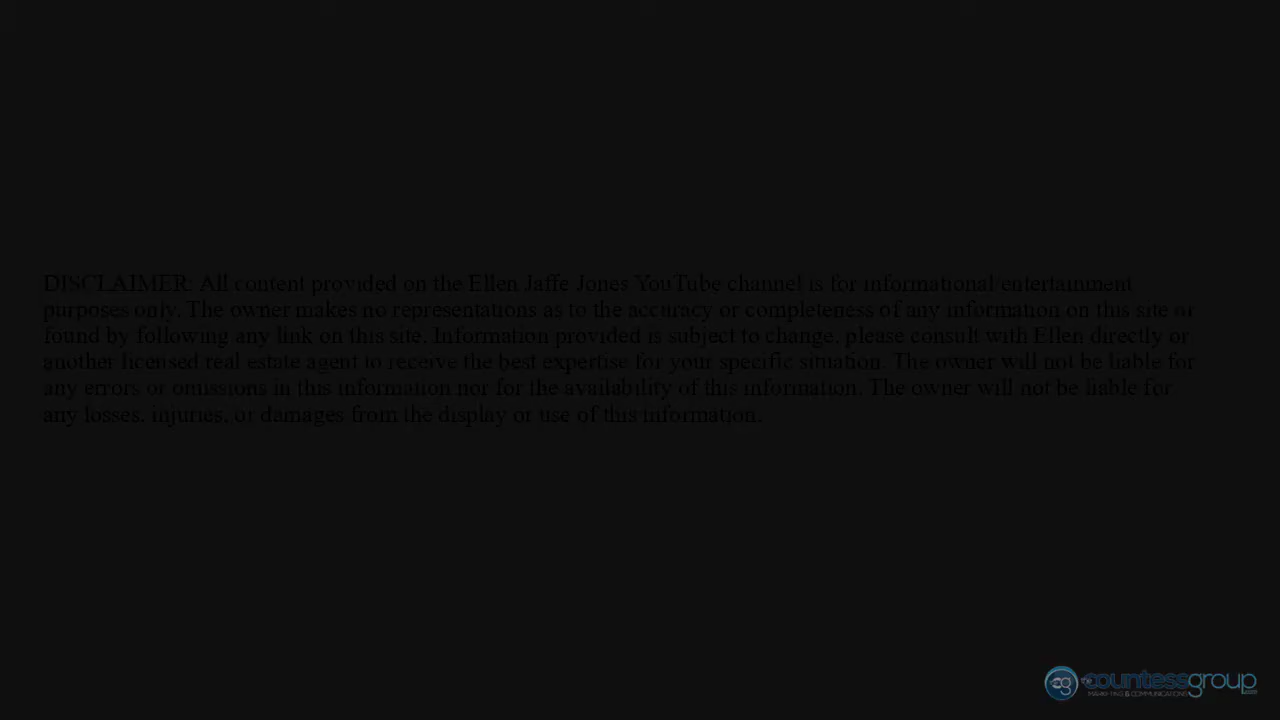 DISCLAIMER: All content provided on the Ellen Jaffe Jones YouTube channel is for informational/entertainment
purposes only. The owner makes no representations as to the accuracy or completeness of any information on this site or
found by following any link on this site. Information provided is subject to change, please consult with Ellen directly or
another licensed real estate agent to receive the best expertise for your specific situation. The owner will not be liable for
any errors or omissions in this information nor for the availability of this information. The owner will not be liable for
any losses, injuries, or damages from the display or use of this information.
cg the countessgroup
MARKETING & COMMUNICATIONS